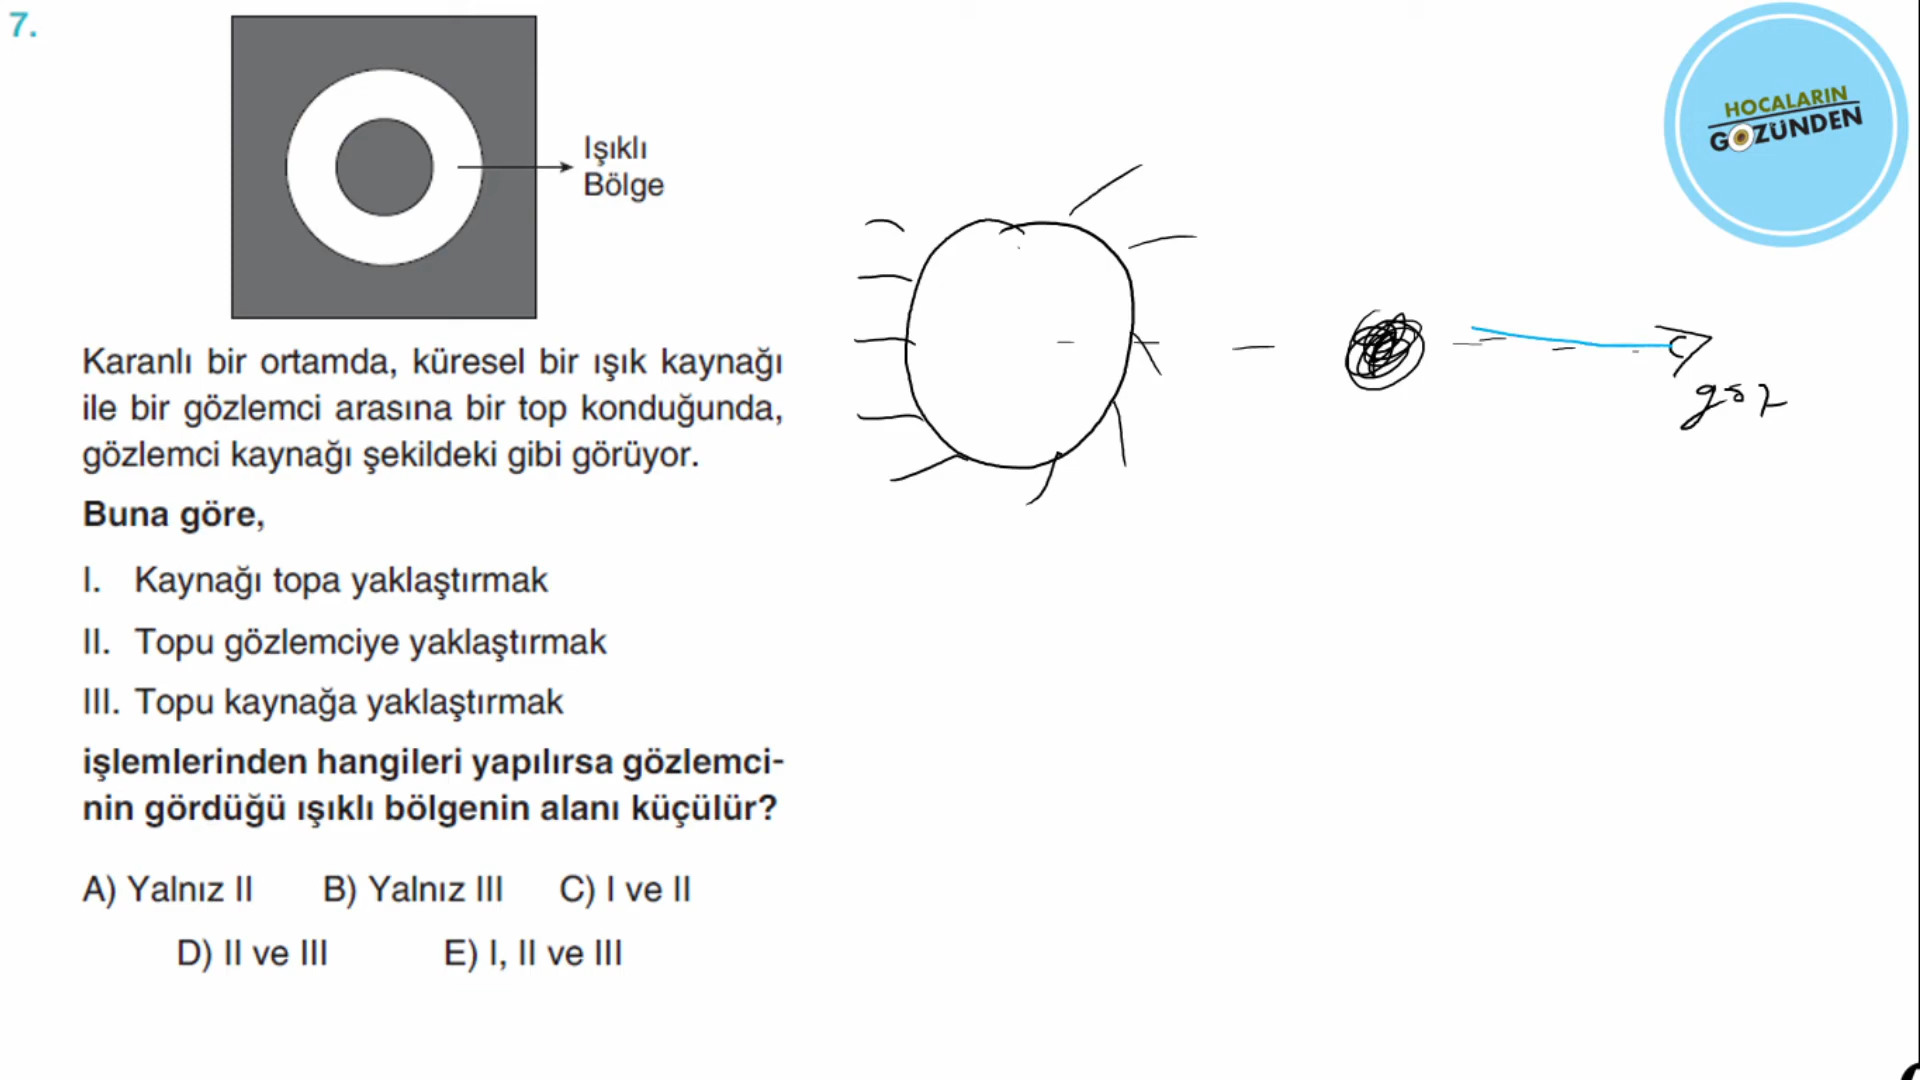 7.
Işıklı
Bölge
HOCALARIN
GÖZÜNDEN
göz
Karanlı bir ortamda, küresel bir ışık kaynağı
ile bir gözlemci arasına bir top konduğunda,
gözlemci kaynağı şekildeki gibi görüyor.
Buna göre,
I. Kaynağı topa yaklaştırmak
II. Topu gözlemciye yaklaştırmak
III. Topu kaynağa yaklaştırmak
işlemlerinden hangileri yapılırsa gözlemci-
nin gördüğü ışıklı bölgenin alanı küçülür?
A) Yalnız II B) Yalnız III C) I ve II
D) II ve III E) I, II ve III